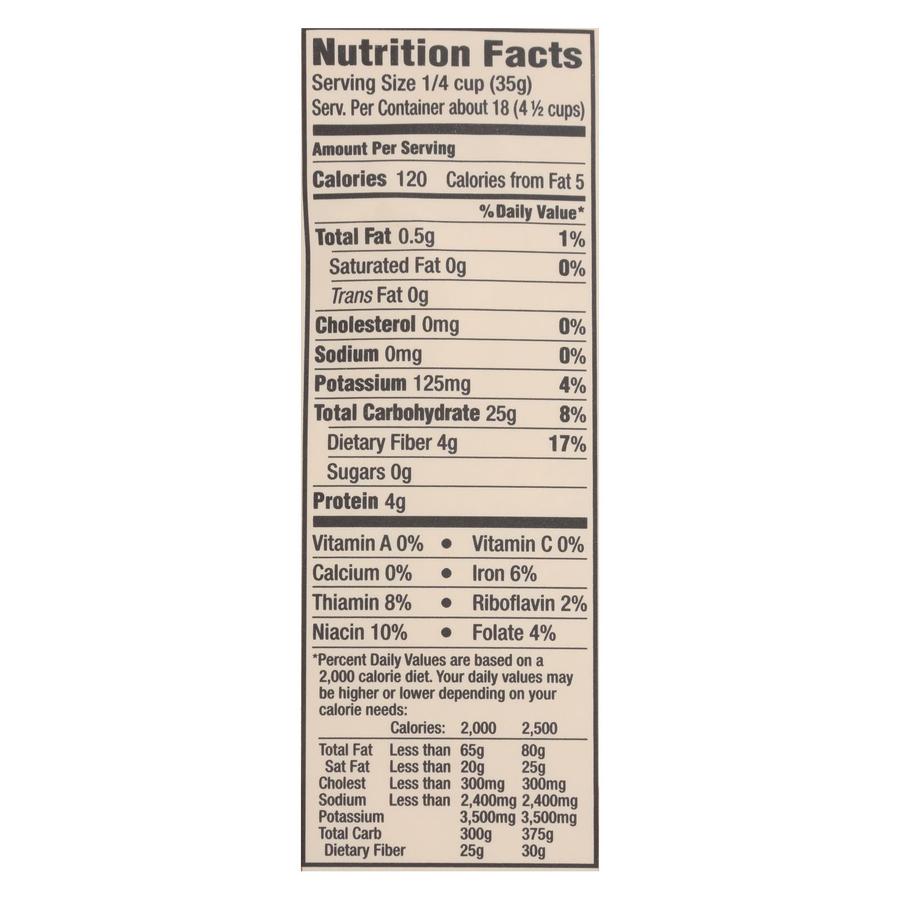 Nutrition Facts
Serving Size 1/4 cup (35g)
Serv. Per Container about 18 (4 ½ cups)
Amount Per Serving
Calories 120 Calories from Fat 5
% Daily Value*
Total Fat 0.5g 1%
Saturated Fat 0g 0%
Trans Fat 0g
Cholesterol 0mg 0%
Sodium 0mg 0%
Potassium 125mg 4%
Total Carbohydrate 25g 8%
Dietary Fiber 4g 17%
Sugars 0g
Protein 4g
Vitamin A 0% • Vitamin C 0%
Calcium 0% • Iron 6%
Thiamin 8% • Riboflavin 2%
Niacin 10% • Folate 4%
*Percent Daily Values are based on a
2,000 calorie diet. Your daily values may
be higher or lower depending on your
calorie needs:
Calories: 2,000 2,500
Total Fat Less than 65g 80g
Sat Fat Less than 20g 25g
Cholest Less than 300mg 300mg
Sodium Less than 2,400mg 2,400mg
Potassium 3,500mg 3,500mg
Total Carb 300g 375g
Dietary Fiber 25g 30g